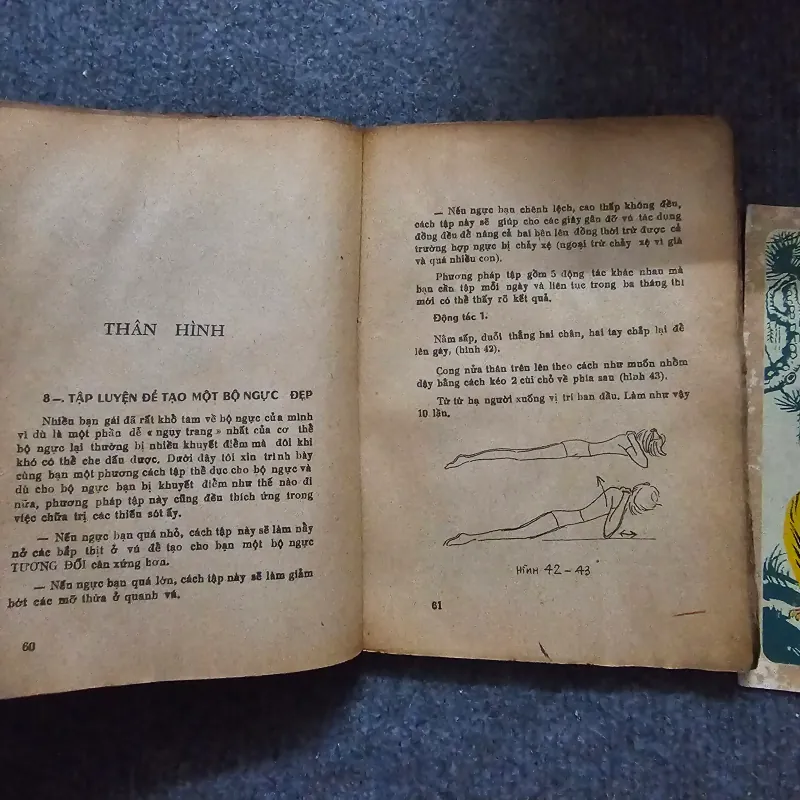 THÂN HÌNH
8 —. TẬP LUYỆN ĐỂ TẠO MỘT BỘ NGỰC ĐẸP
Nhiều bạn gái đã rất khổ tâm về bộ ngực của mình
vì dù là một phần dễ « ngụy trang » nhất của cơ thể
bộ ngực lại thường bị nhiều khuyết điểm mà đôi khi
khó có thể che dấu được. Dưới đây tôi xin trình bày
cùng bạn một phương cách tập thể dục cho bộ ngực và
dù cho bộ ngực bạn bị khuyết điểm như thế nào đi
nữa, phương pháp tập này cũng đều thích ứng trong
việc chữa trị các thiếu sót ấy.
— Nếu ngực bạn quá nhỏ, cách tập này sẽ làm nẩy
nở các bắp thịt ở vú để tạo cho bạn một bộ ngực
TƯƠNG ĐỐI cân xứng hơn.
— Nếu ngực bạn quá lớn, cách tập này sẽ làm giảm
bớt các mỡ thừa ở quanh vú.
60
— Nếu ngực bạn chênh lệch, cao thấp không đều,
cách tập này sẽ giúp cho các giây gân đỡ vú tác dung
đồng đều để nâng cả hai bên lên đồng thời trừ được cả
trường hợp ngực bị chảy xệ (ngoại trừ chảy xệ vì già
và quá nhiều con).
Phương pháp tập gồm 5 động tác khác nhau mà
bạn cần tập mỗi ngày và liên tục trong ba tháng thì
mới có thể thấy rõ kết quả.
Động tác 1.
Nằm sấp, duỗi thẳng hai chân, hai tay chắp lại để
lên gáy, (hình 42).
Cong nửa thân trên lên theo cách như muốn nhồm
dậy bằng cách kéo 2 cùi chỏ về phía sau (hình 43).
Từ từ hạ người xuống vị trí ban đầu. Làm như vậy
10 lần.
Hình 42 - 43
61